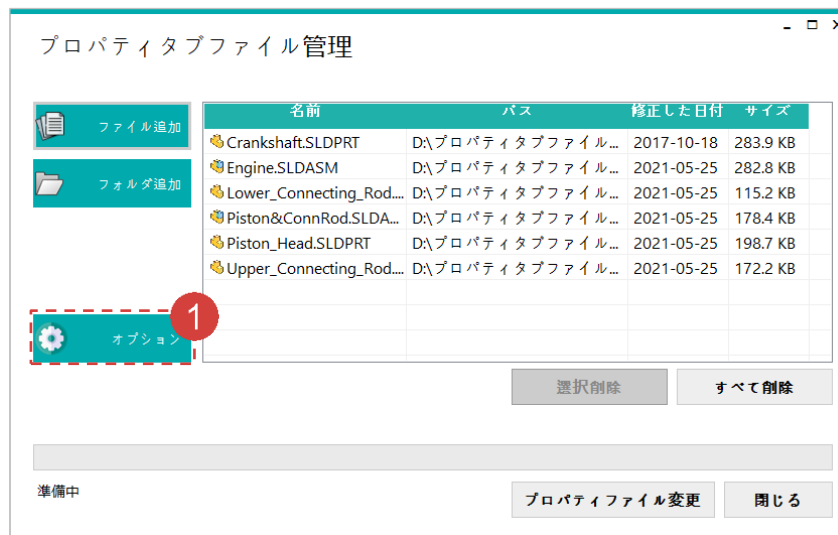 プロパティタブファイル管理
ファイル追加
フォルダ追加
オプション
1
名前 パス 修正した日付 サイズ
Crankshaft.SLDPRT D:\プロパティタブファイル... 2017-10-18 283.9 KB
Engine.SLDASM D:\プロパティタブファイル... 2021-05-25 282.8 KB
Lower_Connecting_Rod.... D:\プロパティタブファイル... 2021-05-25 115.2 KB
Piston&ConnRod.SLDA... D:\プロパティタブファイル... 2021-05-25 178.4 KB
Piston_Head.SLDPRT D:\プロパティタブファイル... 2021-05-25 198.7 KB
Upper_Connecting_Rod.... D:\プロパティタブファイル... 2021-05-25 172.2 KB
選択削除 すべて削除
準備中
プロパティファイル変更 閉じる